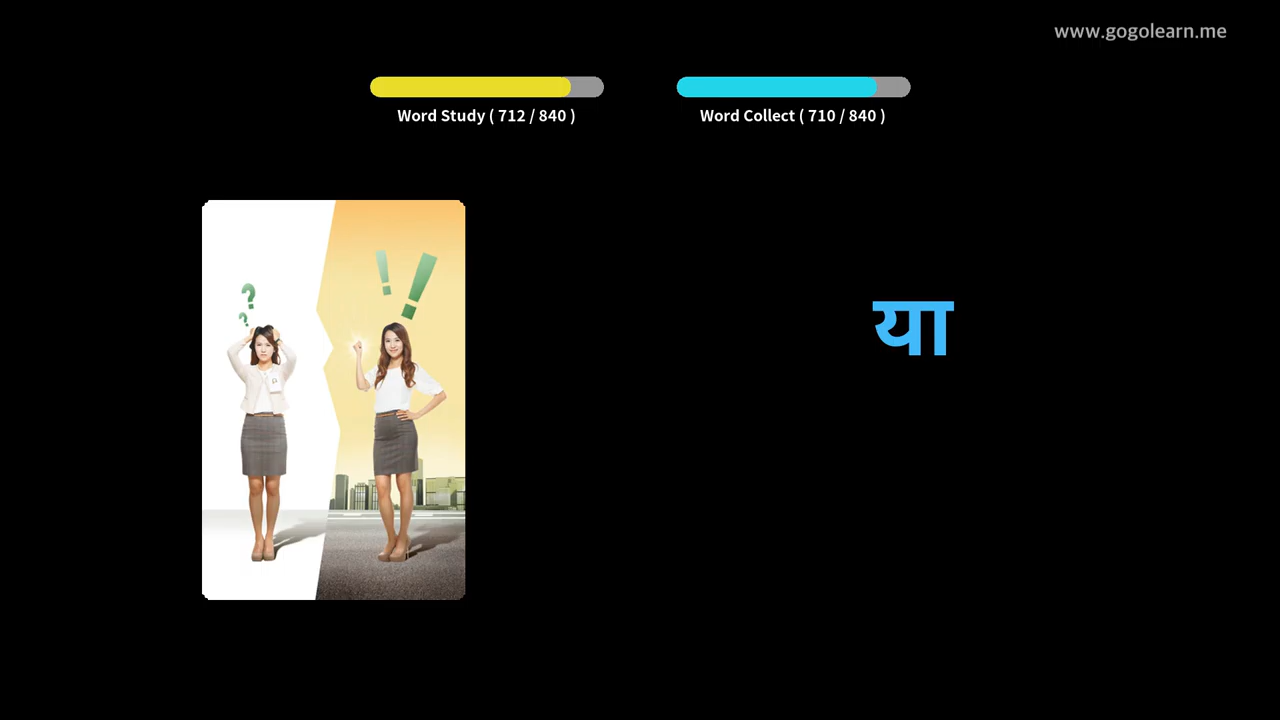 www.gogolearn.me
Word Study ( 712 / 840 )
Word Collect ( 710 / 840 )
? ?
! !
या